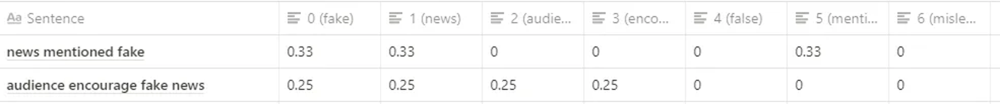 Aa Sentence 0 (fake) 1 (news) 2 (audie... 3 (enco... 4 (false) 5 (menti... 6 (misle...
news mentioned fake 0.33 0.33 0 0 0 0.33 0
audience encourage fake news 0.25 0.25 0.25 0.25 0 0 0